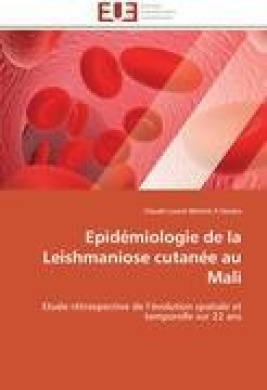 Epidémiologie de la
Leishmaniose cutanée au
Mali
Etude rétrospective de l'évolution spatiale et
temporelle sur 22 ans